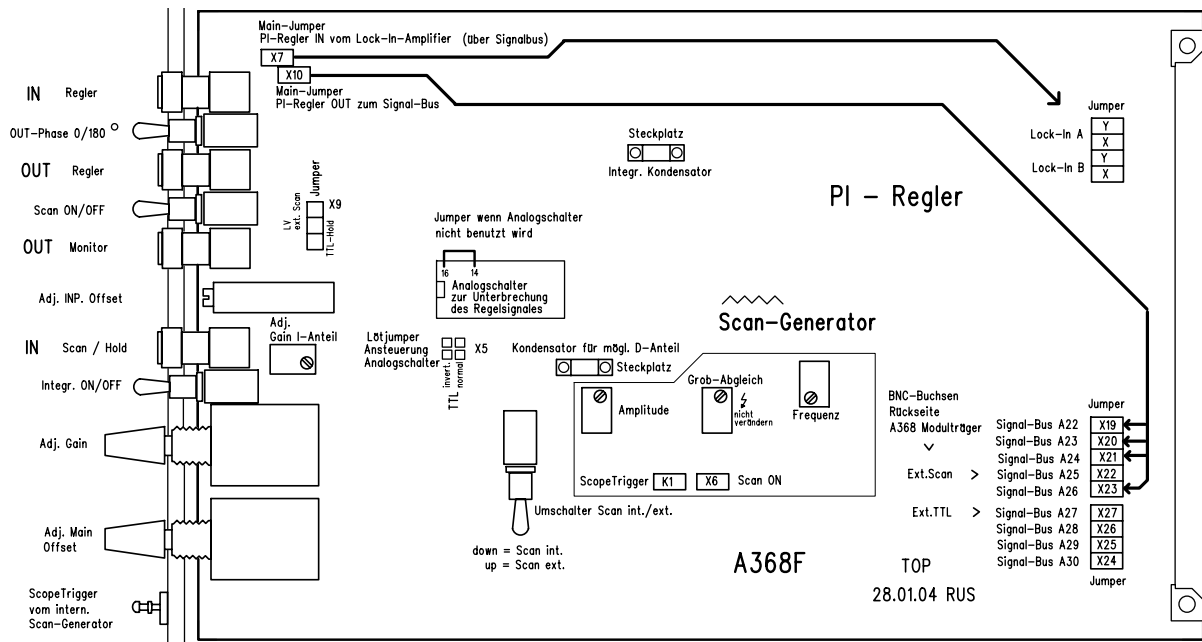 Main-Jumper
PI-Regler IN vom Lock-In-Amplifier (über Signalbus)
X7
X10
Main-Jumper
PI-Regler OUT zum Signal-Bus
IN Regler
OUT-Phase 0/180 °
OUT Regler
Scan ON/OFF
OUT Monitor
Adj. INP. Offset
IN Scan / Hold
Integr. ON/OFF
Adj. Gain
Adj. Main
Offset
ScopeTrigger
vom intern.
Scan-Generator
Jumper
X9
LV
ext. Scan
TTL-Hold
Adj.
Gain I-Anteil
Steckplatz
Integr. Kondensator
Jumper wenn Analogschalter
nicht benutzt wird
16 14
Analogschalter
zur Unterbrechung
des Regelsignales
Lötjumper
Ansteuerung
Analogschalter
X5
TTL invert.
normal
PI - Regler
Scan-Generator
Kondensator für mögl. D-Anteil
Steckplatz
Amplitude
Grob-Abgleich
nicht
verändern
Frequenz
ScopeTrigger K1
X6 Scan ON
Umschalter Scan int./ext.
down = Scan int.
up = Scan ext.
A368F
TOP
28.01.04 RUS
Jumper
Lock-In A
Y
X
Lock-In B
Y
X
BNC-Buchsen
Rückseite
A368 Modulträger
Ext.Scan >
Ext.TTL >
Jumper
Signal-Bus A22 X19
Signal-Bus A23 X20
Signal-Bus A24 X21
Signal-Bus A25 X22
Signal-Bus A26 X23
Signal-Bus A27 X27
Signal-Bus A28 X26
Signal-Bus A29 X25
Signal-Bus A30 X24
Jumper